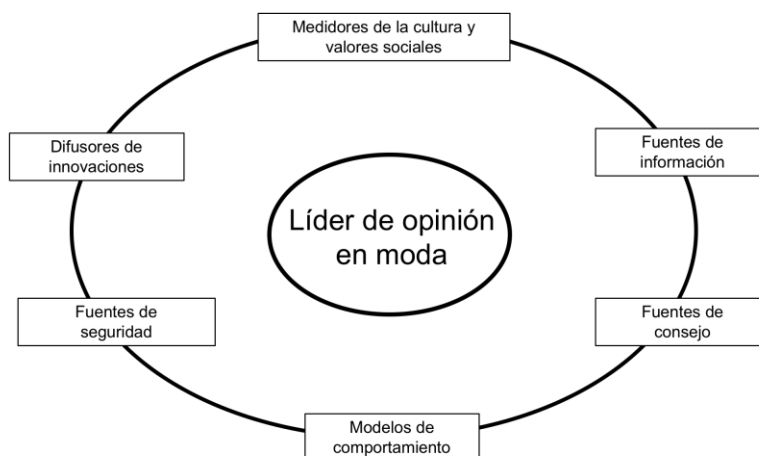 Medidores de la cultura y
valores sociales
Difusores de
innovaciones
Fuentes de
información
Líder de opinión
en moda
Fuentes de
seguridad
Fuentes de
consejo
Modelos de
comportamiento